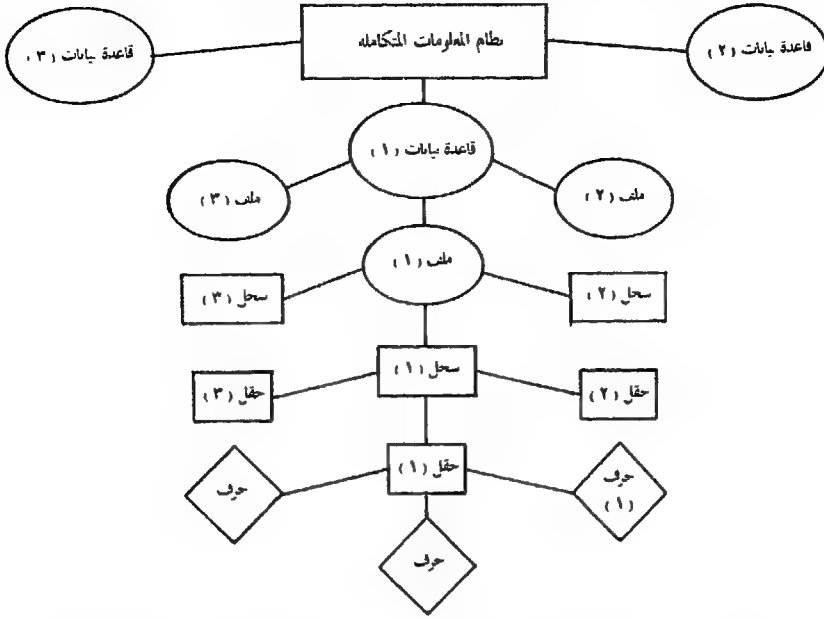 نظام المعلومات المتكامله
قاعدة بيانات (٢)
قاعدة بيانات (٣)
قاعدة بيانات (١)
ملف (٢)
ملف (٣)
ملف (١)
سجل (٢)
سجل (٣)
سجل (١)
حقل (٢)
حقل (٣)
حقل (١)
حرف
(١)
حرف
حرف